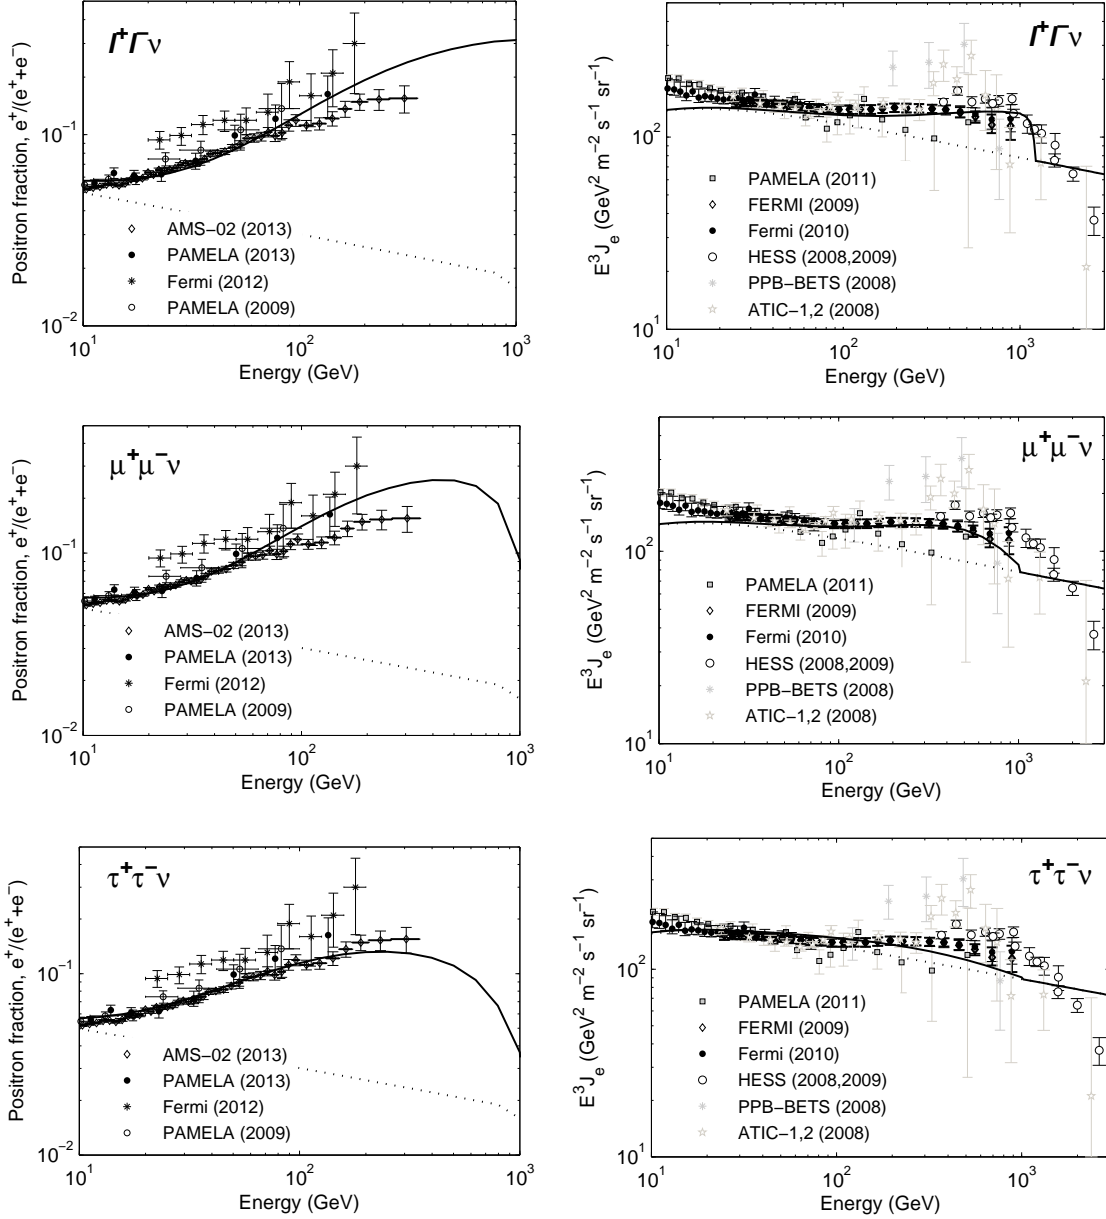 l⁺l⁻ν
Positron fraction, e⁺/(e⁺+e⁻)
10⁻¹
10⁻²
AMS−02 (2013)
PAMELA (2013)
Fermi (2012)
PAMELA (2009)
10¹
10²
10³
Energy (GeV)
l⁺l⁻ν
E³Jₑ (GeV² m⁻² s⁻¹ sr⁻¹)
10²
10¹
PAMELA (2011)
FERMI (2009)
Fermi (2010)
HESS (2008,2009)
PPB−BETS (2008)
ATIC−1,2 (2008)
10¹
10²
10³
Energy (GeV)
μ⁺μ⁻ν
Positron fraction, e⁺/(e⁺+e⁻)
10⁻¹
10⁻²
AMS−02 (2013)
PAMELA (2013)
Fermi (2012)
PAMELA (2009)
10¹
10²
10³
Energy (GeV)
μ⁺μ⁻ν
E³Jₑ (GeV² m⁻² s⁻¹ sr⁻¹)
10²
10¹
PAMELA (2011)
FERMI (2009)
Fermi (2010)
HESS (2008,2009)
PPB−BETS (2008)
ATIC−1,2 (2008)
10¹
10²
10³
Energy (GeV)
τ⁺τ⁻ν
Positron fraction, e⁺/(e⁺+e⁻)
10⁻¹
10⁻²
AMS−02 (2013)
PAMELA (2013)
Fermi (2012)
PAMELA (2009)
10¹
10²
10³
Energy (GeV)
τ⁺τ⁻ν
E³Jₑ (GeV² m⁻² s⁻¹ sr⁻¹)
10²
10¹
PAMELA (2011)
FERMI (2009)
Fermi (2010)
HESS (2008,2009)
PPB−BETS (2008)
ATIC−1,2 (2008)
10¹
10²
10³
Energy (GeV)